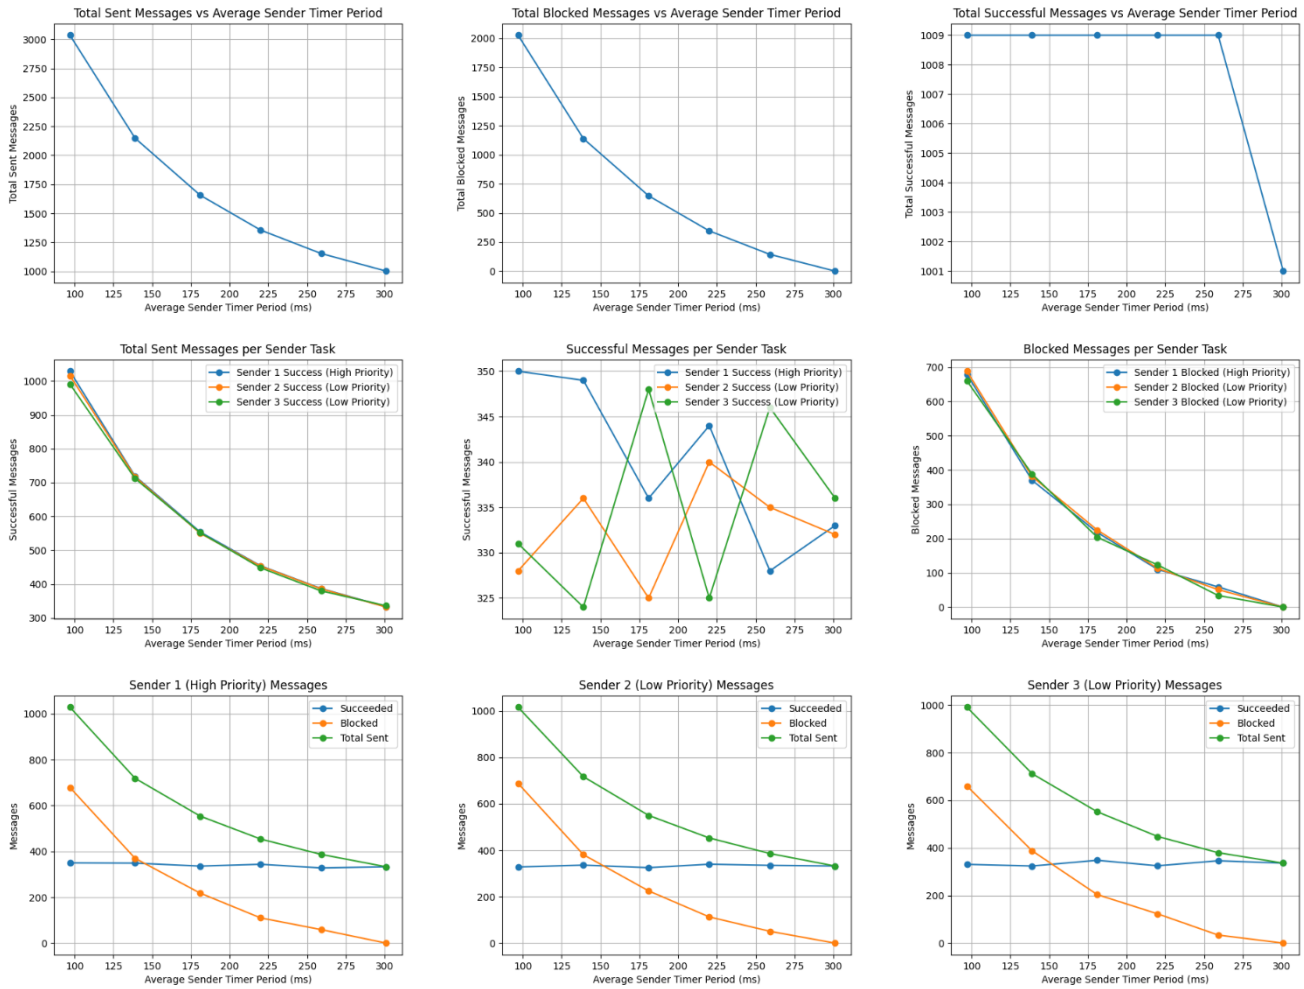 Total Sent Messages vs Average Sender Timer Period
Total Sent Messages
3000
2750
2500
2250
2000
1750
1500
1250
1000
100 125 150 175 200 225 250 275 300
Average Sender Timer Period (ms)
Total Blocked Messages vs Average Sender Timer Period
Total Blocked Messages
2000
1750
1500
1250
1000
750
500
250
0
100 125 150 175 200 225 250 275 300
Average Sender Timer Period (ms)
Total Successful Messages vs Average Sender Timer Period
Total Successful Messages
1009
1008
1007
1006
1005
1004
1003
1002
1001
100 125 150 175 200 225 250 275 300
Average Sender Timer Period (ms)
Total Sent Messages per Sender Task
Sender 1 Success (High Priority)
Sender 2 Success (Low Priority)
Sender 3 Success (Low Priority)
Successful Messages
1000
900
800
700
600
500
400
300
100 125 150 175 200 225 250 275 300
Average Sender Timer Period (ms)
Successful Messages per Sender Task
Sender 1 Success (High Priority)
Sender 2 Success (Low Priority)
Sender 3 Success (Low Priority)
Successful Messages
350
345
340
335
330
325
100 125 150 175 200 225 250 275 300
Average Sender Timer Period (ms)
Blocked Messages per Sender Task
Sender 1 Blocked (High Priority)
Sender 2 Blocked (Low Priority)
Sender 3 Blocked (Low Priority)
Blocked Messages
700
600
500
400
300
200
100
0
100 125 150 175 200 225 250 275 300
Average Sender Timer Period (ms)
Sender 1 (High Priority) Messages
Succeeded
Blocked
Total Sent
Messages
1000
800
600
400
200
0
100 125 150 175 200 225 250 275 300
Average Sender Timer Period (ms)
Sender 2 (Low Priority) Messages
Succeeded
Blocked
Total Sent
Messages
1000
800
600
400
200
0
100 125 150 175 200 225 250 275 300
Average Sender Timer Period (ms)
Sender 3 (Low Priority) Messages
Succeeded
Blocked
Total Sent
Messages
1000
800
600
400
200
0
100 125 150 175 200 225 250 275 300
Average Sender Timer Period (ms)